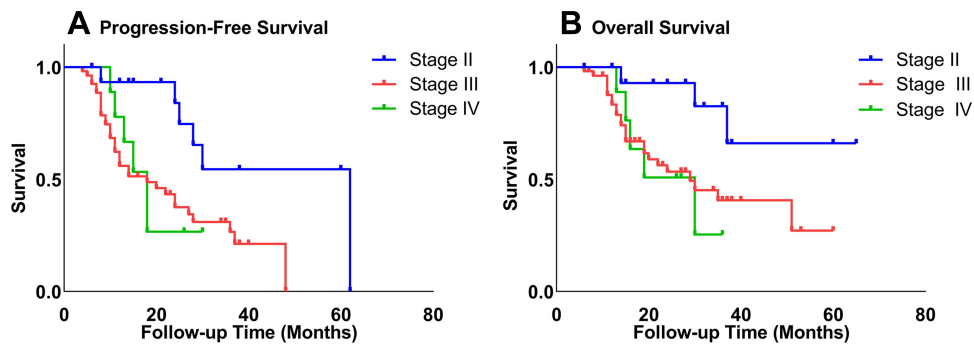 A Progression-Free Survival
Stage II
Stage III
Stage IV
1.0
0.5
0.0
Survival
0 20 40 60 80
Follow-up Time (Months)
B Overall Survival
Stage II
Stage III
Stage IV
1.0
0.5
0.0
Survival
0 20 40 60 80
Follow-up Time (Months)